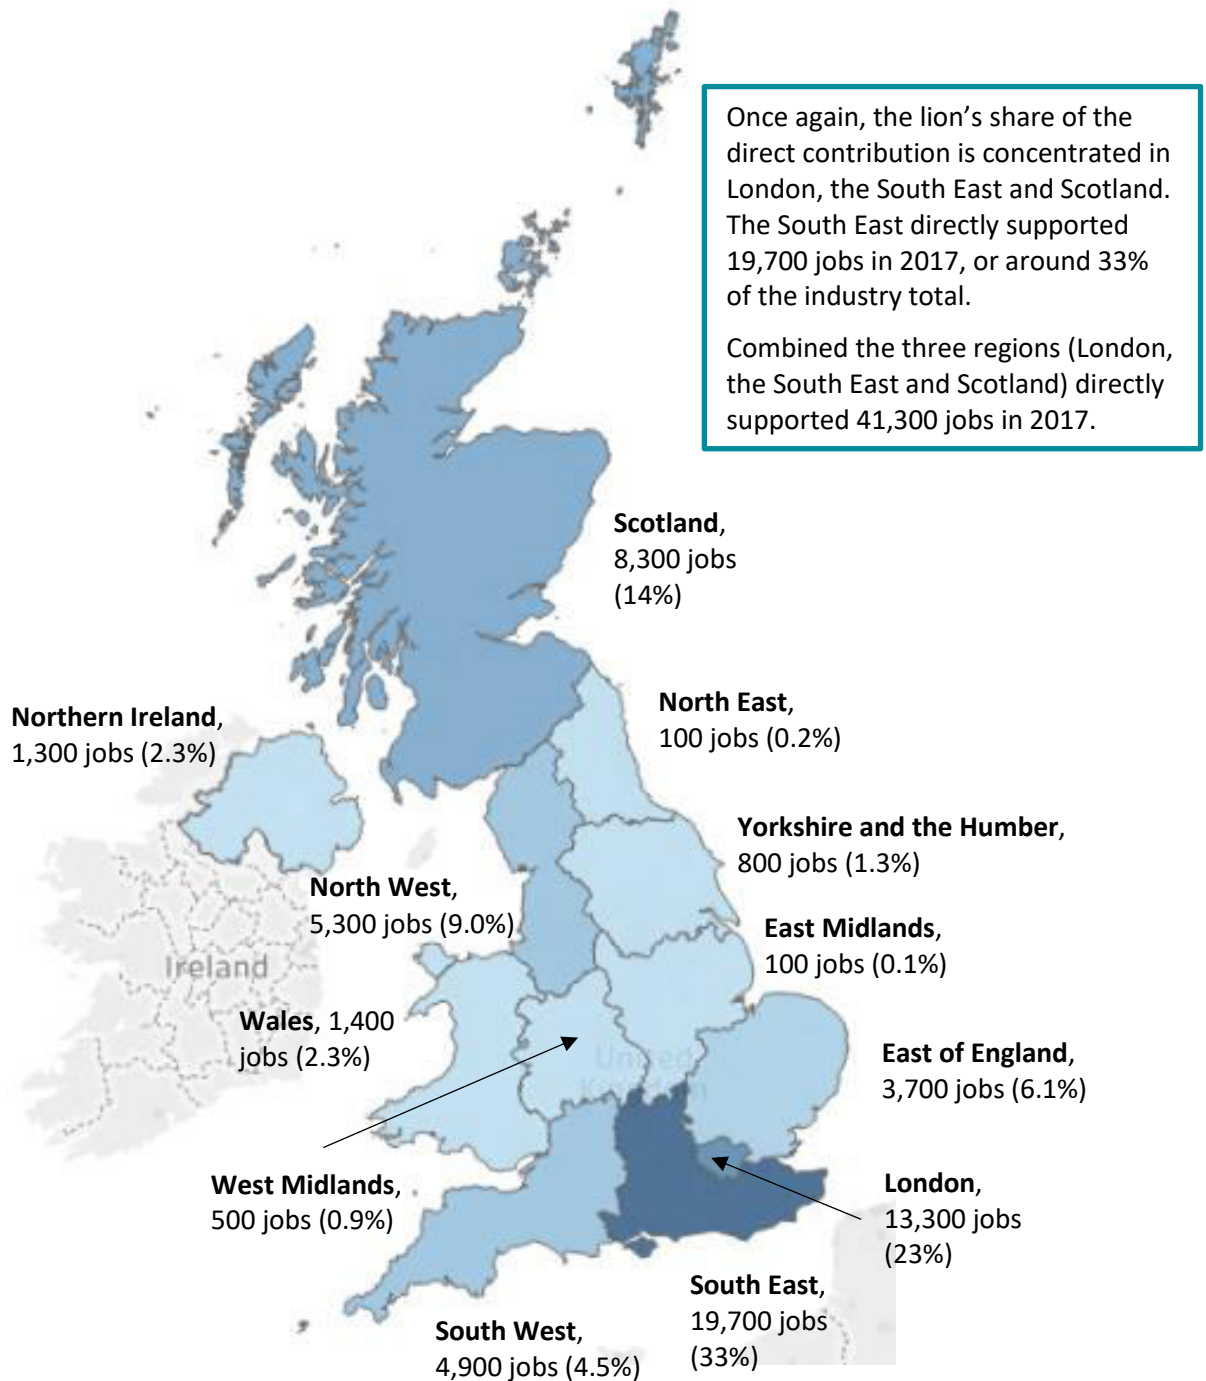 Once again, the lion’s share of the
direct contribution is concentrated in
London, the South East and Scotland.
The South East directly supported
19,700 jobs in 2017, or around 33%
of the industry total.
Combined the three regions (London,
the South East and Scotland) directly
supported 41,300 jobs in 2017.
Scotland,
8,300 jobs
(14%)
North East,
100 jobs (0.2%)
Northern Ireland,
1,300 jobs (2.3%)
Yorkshire and the Humber,
800 jobs (1.3%)
North West,
5,300 jobs (9.0%)
East Midlands,
100 jobs (0.1%)
Ireland
Wales, 1,400
jobs (2.3%)
United
Kingdom
East of England,
3,700 jobs (6.1%)
West Midlands,
500 jobs (0.9%)
London,
13,300 jobs
(23%)
South East,
19,700 jobs
(33%)
South West,
4,900 jobs (4.5%)